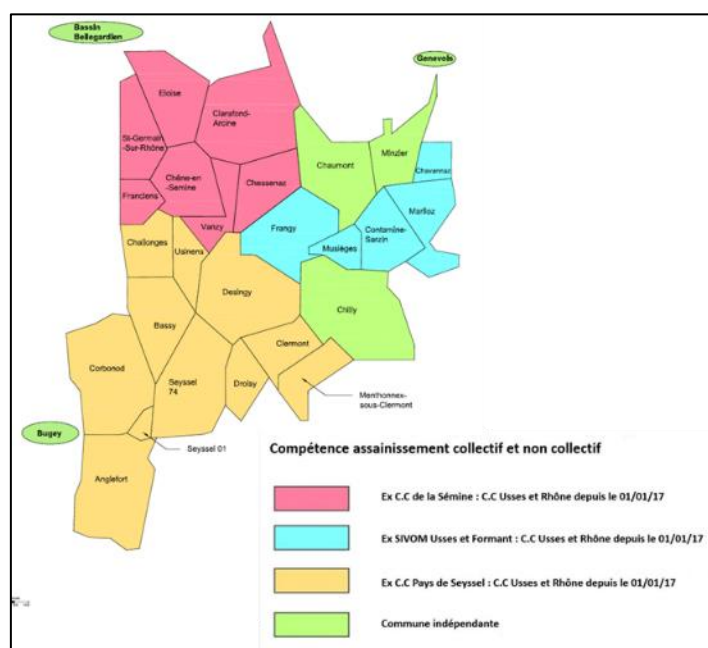 Bassin
Bellegardien
Genevois
Eloise
Clarafond-
Arcine
St-Germain
-Sur-Rhône
Chaumont
Minzier
Chavannaz
Chêne-en
-Semine
Chessenaz
Marlioz
Franclens
Vanzy
Frangy
Contamine-
Sarzin
Musièges
Challonges
Usinens
Desingy
Chilly
Bassy
Clermont
Corbonod
Seyssel
74
Droisy
Menthonnex-
sous-Clermont
Bugey
Seyssel 01
Anglefort
Compétence assainissement collectif et non collectif
Ex C.C de la Sémine : C.C Usses et Rhône depuis le 01/01/17
Ex SIVOM Usses et Formant : C.C Usses et Rhône depuis le 01/01/17
Ex C.C Pays de Seyssel : C.C Usses et Rhône depuis le 01/01/17
Commune indépendante